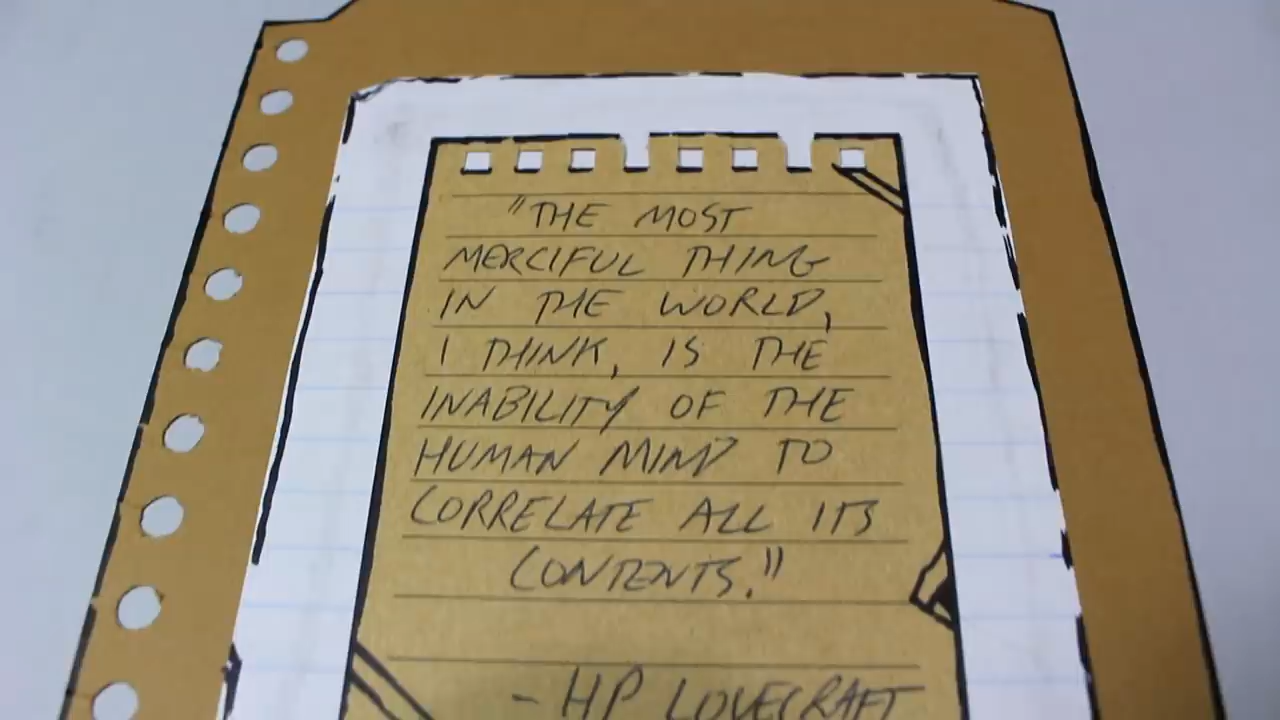 "THE MOST
MERCIFUL THING
IN THE WORLD,
I THINK, IS THE
INABILITY OF THE
HUMAN MIND TO
CORRELATE ALL ITS
CONTENTS."
- HP LOVECRAFT